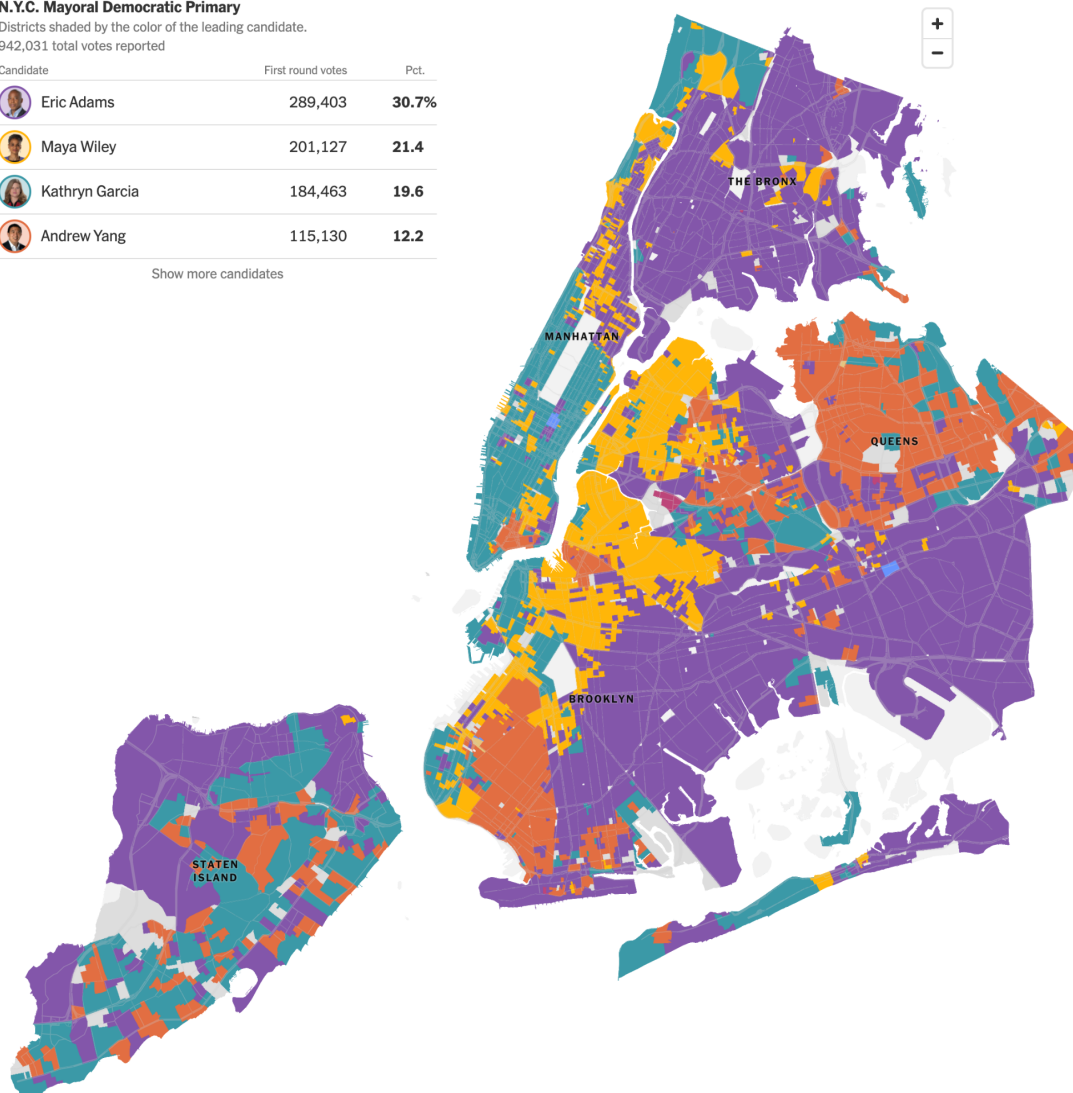 N.Y.C. Mayoral Democratic Primary
Districts shaded by the color of the leading candidate.
942,031 total votes reported
Candidate First round votes Pct.
Eric Adams 289,403 30.7%
Maya Wiley 201,127 21.4
Kathryn Garcia 184,463 19.6
Andrew Yang 115,130 12.2
Show more candidates
+
−
THE BRONX
MANHATTAN
QUEENS
BROOKLYN
STATEN
ISLAND